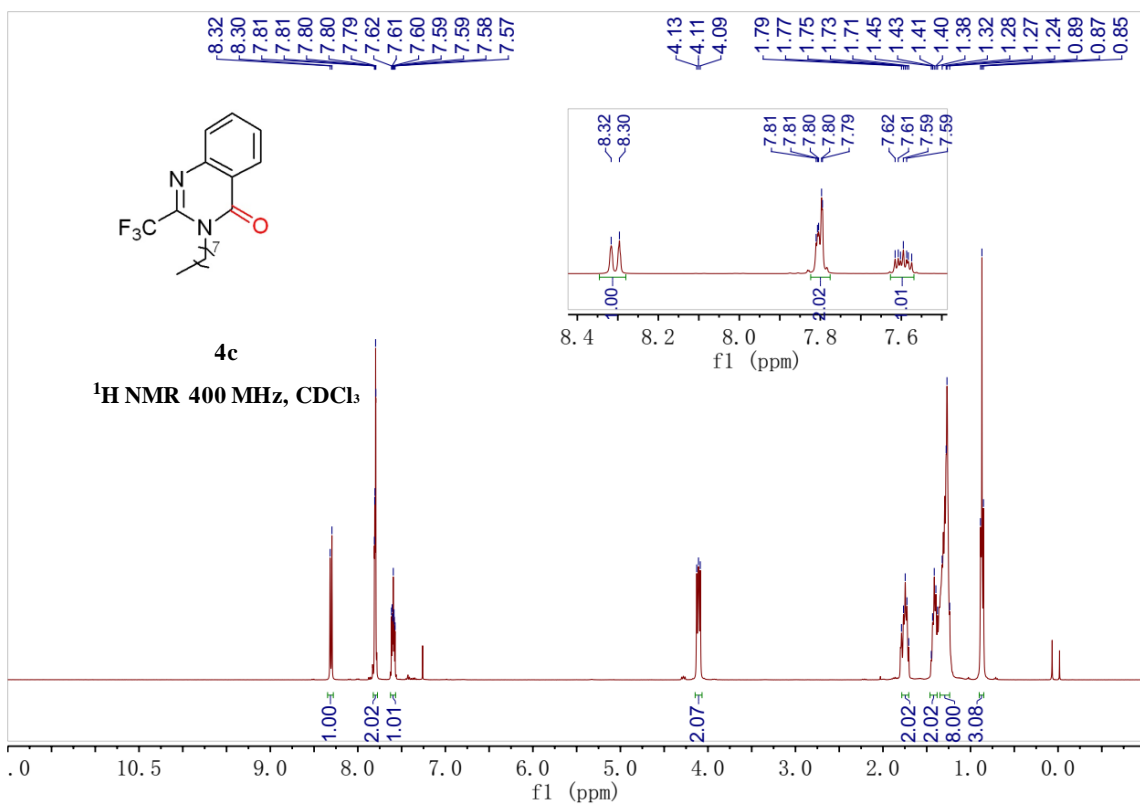 8.32 8.30 7.81 7.81 7.80 7.80 7.79 7.62 7.61 7.60 7.59 7.59 7.58 7.57 4.13 4.11 4.09 1.79 1.77 1.75 1.73 1.71 1.45 1.43 1.41 1.40 1.38 1.32 1.28 1.27 1.24 0.89 0.87 0.85
8.32 8.30 7.81 7.81 7.80 7.80 7.79 7.62 7.61 7.59 7.59
N
F₃C
N
O
7
1.00 2.02 1.01
8.4 8.2 8.0 7.8 7.6
f1 (ppm)
4c
¹H NMR 400 MHz, CDCl₃
1.00 2.02 1.01 2.07 2.02 2.02 8.00 3.08
.0 10.5 9.0 8.0 7.0 6.0 5.0 4.0 3.0 2.0 1.0 0.0
f1 (ppm)